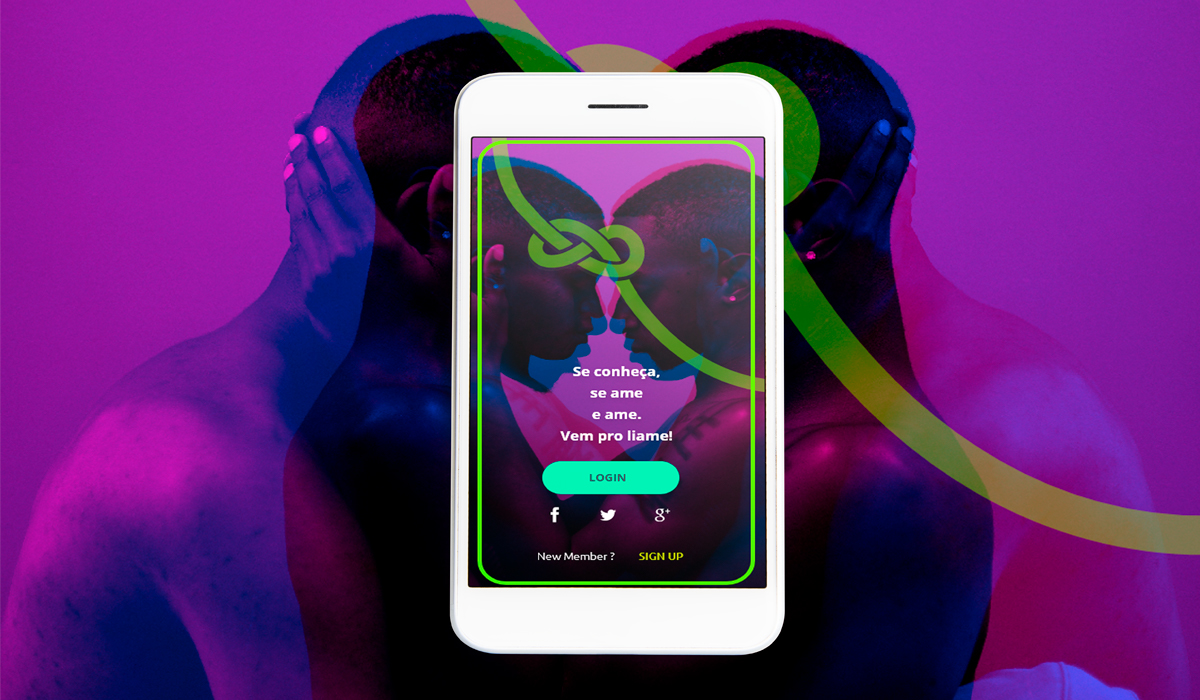 Se conheça,
se ame
e ame.
Vem pro liame!
LOGIN
f
g+
New Member ? SIGN UP